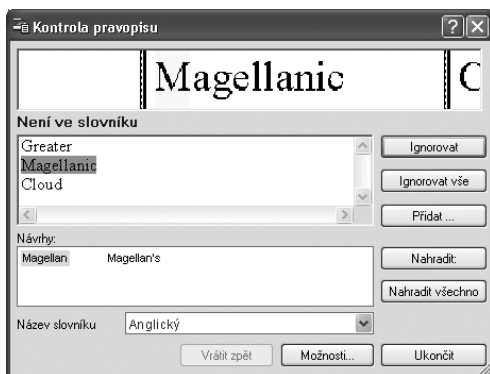 Kontrola pravopisu
Magellanic C
Není ve slovníku
Greater
Magellanic
Cloud
Ignorovat
Ignorovat vše
Přidat ...
Návrhy:
Magellan Magellan's
Nahradit:
Nahradit všechno
Název slovníku Anglický
Vrátit zpět Možnosti... Ukončit